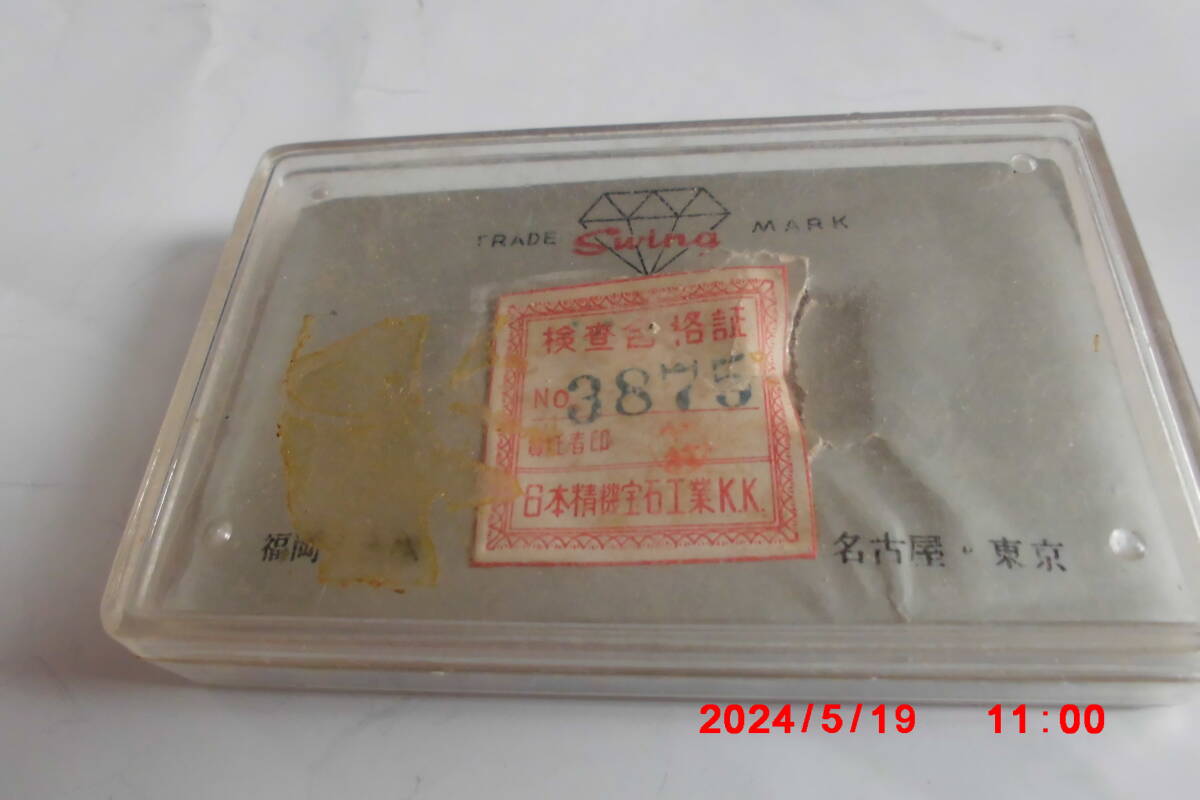 TRADE Swing MARK
検査合格証
NO 3875
責任者印
日本精機宝石工業K.K.
福岡 名古屋・東京
2024/5/19 11:00